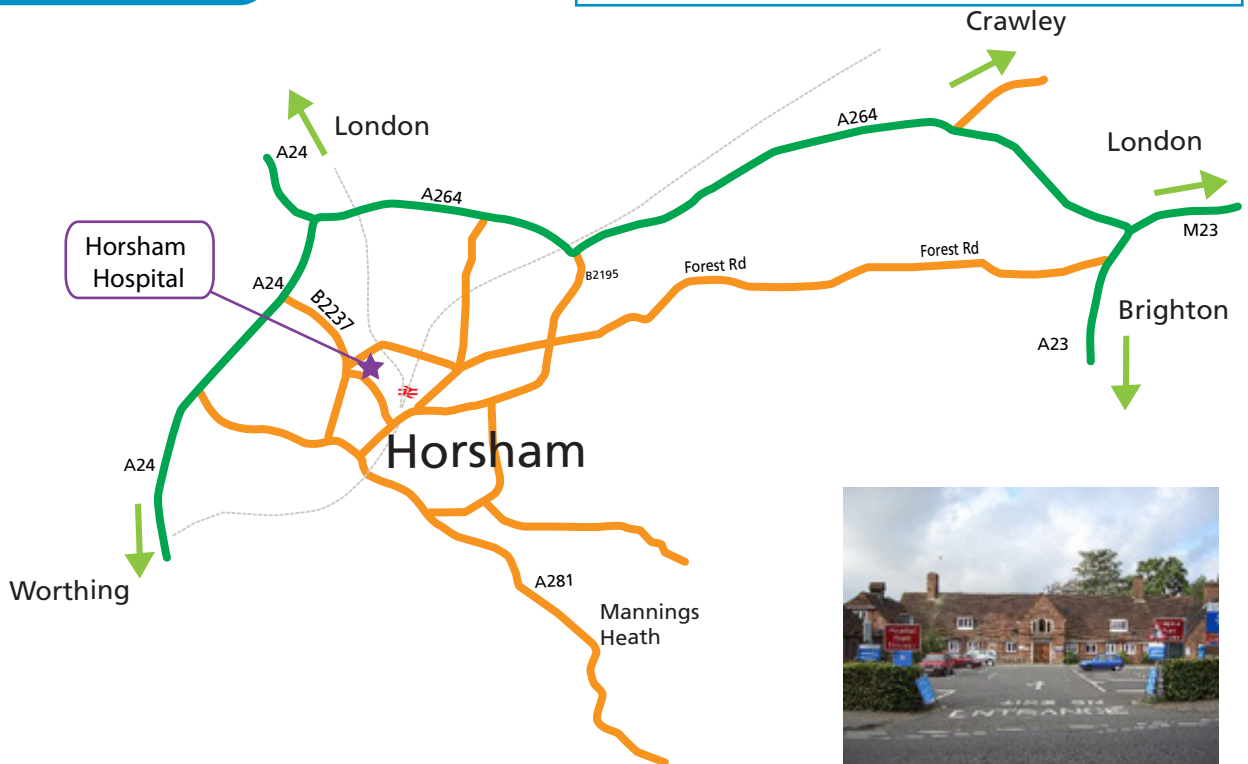 Crawley
London
A24
A264
London
A264
M23
Horsham
Hospital
A24
B2237
B2195
Forest Rd
Forest Rd
Brighton
A23
Horsham
A24
Worthing
A281
Mannings
Heath
ENTRANCE